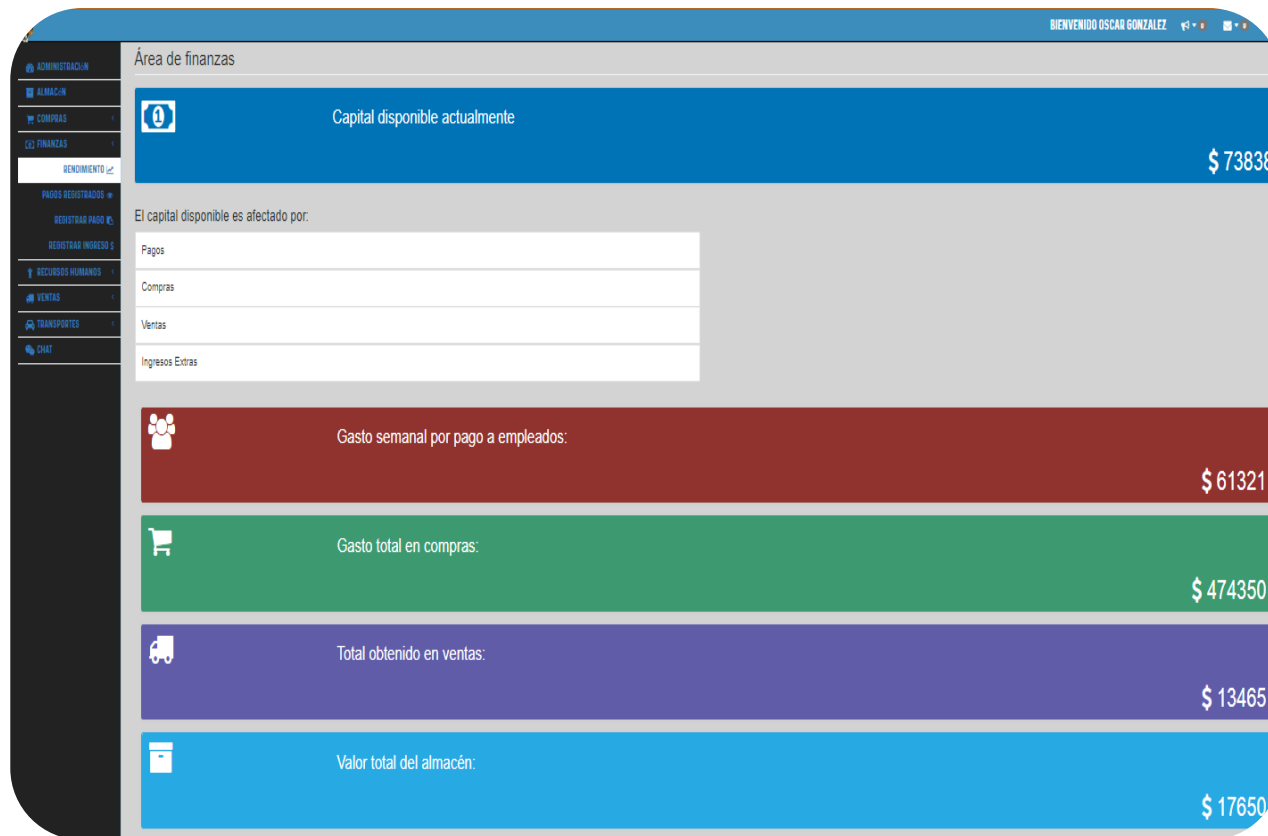 BIENVENIDO OSCAR GONZALEZ
ADMINISTRACIóN
ALMACéN
COMPRAS
FINANZAS
RENDIMIENTO
PAGOS REGISTRADOS
REGISTRAR PAGO
REGISTRAR INGRESO $
RECURSOS HUMANOS
VENTAS
TRANSPORTES
CHAT
Área de finanzas
Capital disponible actualmente
$ 73838
El capital disponible es afectado por:
Pagos
Compras
Ventas
Ingresos Extras
Gasto semanal por pago a empleados:
$ 61321
Gasto total en compras:
$ 474350
Total obtenido en ventas:
$ 13465
Valor total del almacén:
$ 17650